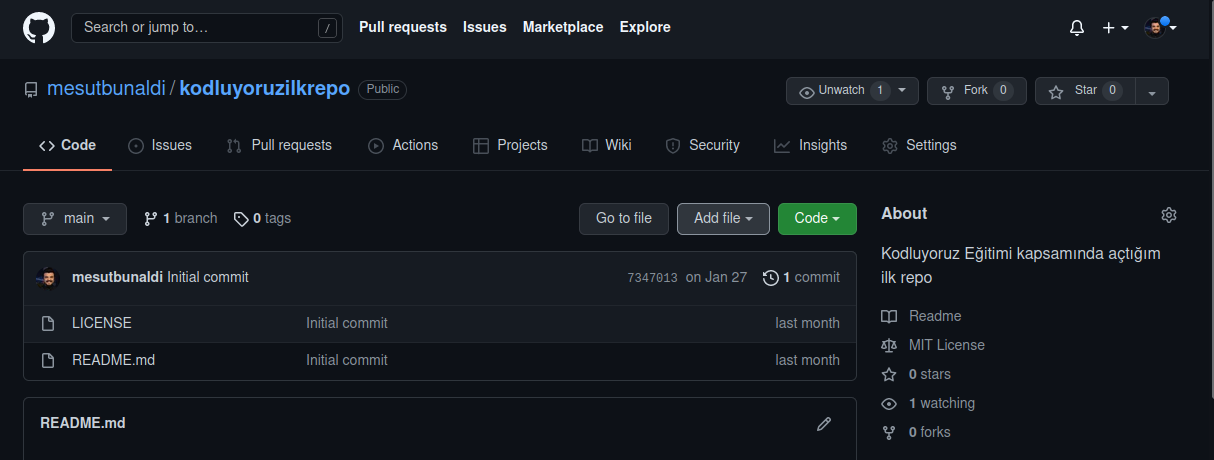 Search or jump to… / Pull requests Issues Marketplace Explore
mesutbunaldi / kodluyoruzilkrepo Public Unwatch 1 Fork 0 Star 0
Code Issues Pull requests Actions Projects Wiki Security Insights Settings
main 1 branch 0 tags Go to file Add file Code
About
Kodluyoruz Eğitimi kapsamında açtığım
ilk repo
mesutbunaldi Initial commit 7347013 on Jan 27 1 commit
LICENSE Initial commit last month
README.md Initial commit last month
Readme
MIT License
0 stars
1 watching
0 forks
README.md